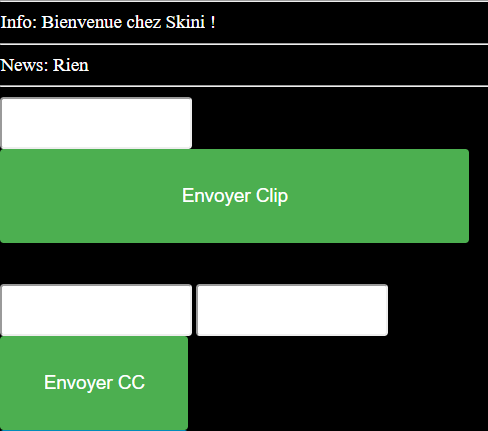 Info: Bienvenue chez Skini !
News: Rien
Envoyer Clip
Envoyer CC